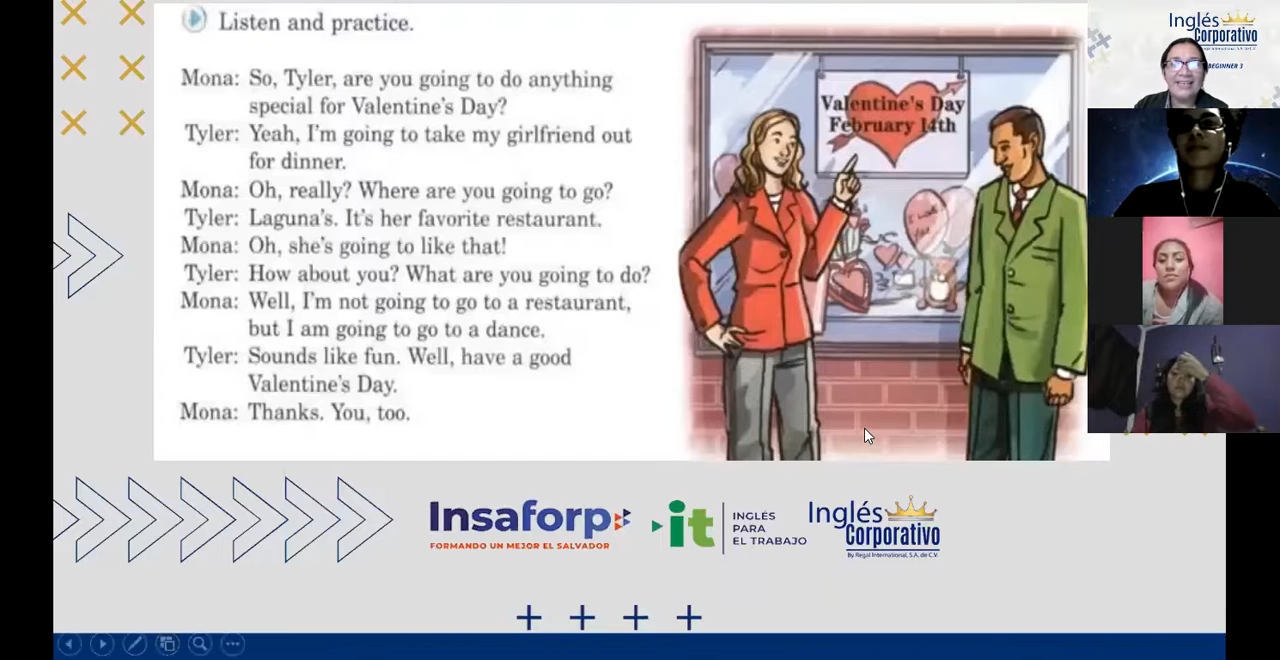 Listen and practice.
Mona: So, Tyler, are you going to do anything
special for Valentine's Day?
Tyler: Yeah, I'm going to take my girlfriend out
for dinner.
Mona: Oh, really? Where are you going to go?
Tyler: Laguna's. It's her favorite restaurant.
Mona: Oh, she's going to like that!
Tyler: How about you? What are you going to do?
Mona: Well, I'm not going to go to a restaurant,
but I am going to go to a dance.
Tyler: Sounds like fun. Well, have a good
Valentine's Day.
Mona: Thanks. You, too.
Valentine's Day
February 14th
Inglés
Corporativo
BEGINNER 3
Insaforp
FORMANDO UN MEJOR EL SALVADOR
it
INGLÉS
PARA
EL TRABAJO
Inglés
Corporativo
By Regal International, S.A. de C.V.